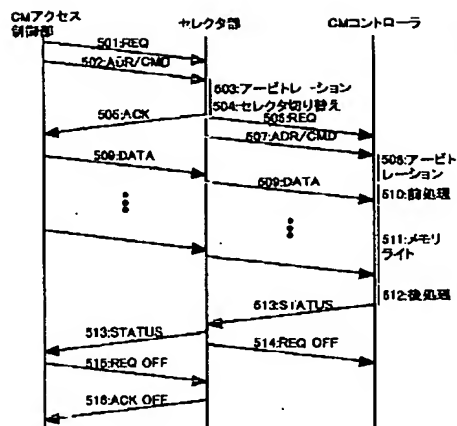 CMアクセス
制御部
セレクタ部
CMコントローラ
501:REQ
502:ADR/CMD
503:アービトレーション
504:セレクタ切り替え
505:ACK
505:REQ
507:ADR/CMD
508:アービト
レーション
509:DATA
509:DATA
510:前処理
511:メモリ
ライト
512:後処理
513:STATUS
513:STATUS
514:REQ OFF
515:REQ OFF
516:ACK OFF